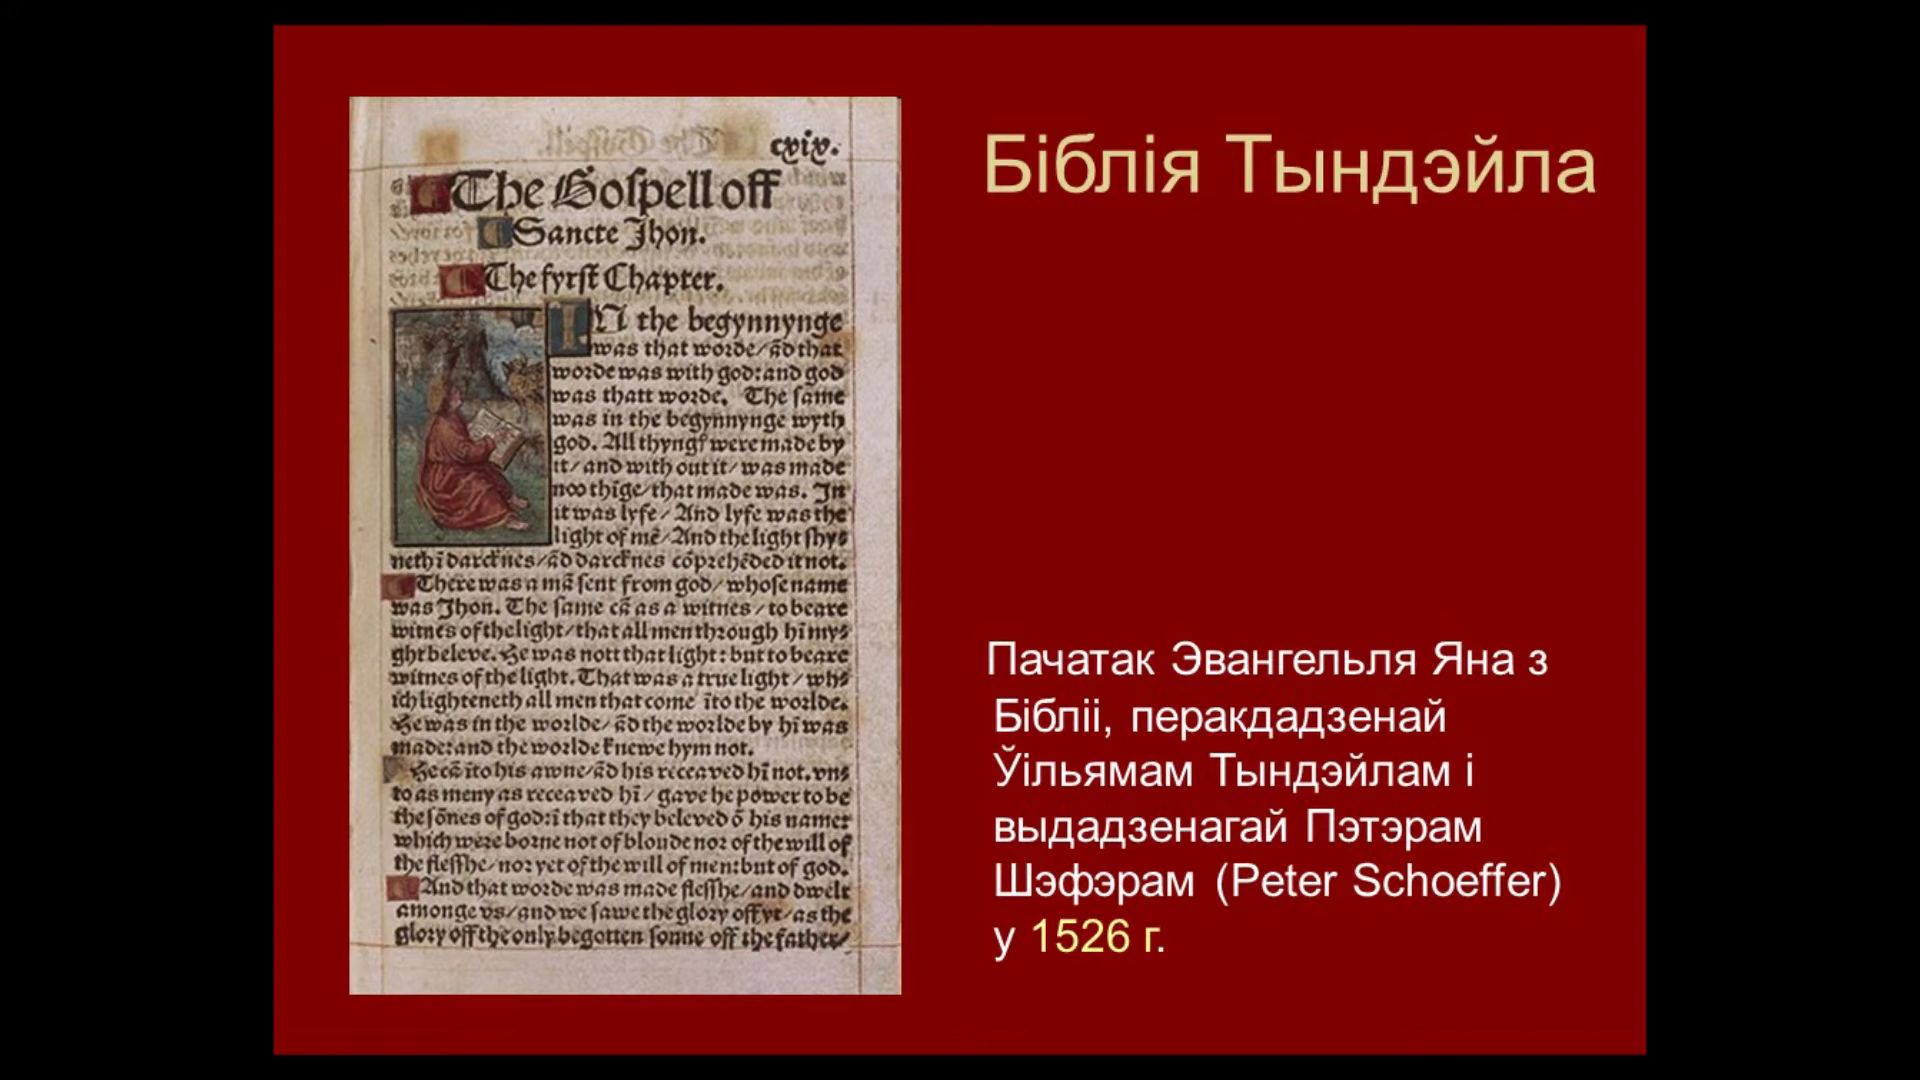 cxix.
The Goſpell off
Sancte Jhon.
The fyrſt Chapter.
IN the begynnynge
was that worde/ ãd that
worde was with god: and god
was thatt worde. The ſame
was in the begynnynge wyth
god. All thyngſ were made by
it/ and with out it/ was made
noo thĩge/ that made was. In
it was lyfe/ And lyfe was the
light of mẽ/ And the light ſhy⸗
neth ĩ darcknes/ ãd darcknes cõprehẽded it not.
There was a mã ſent from god/ whoſe name
was Jhon. The ſame cã as a witnes/ to beare
witnes of the light/ that all men through hĩ my⸗
ght beleve. He was nott that light: but to beare
witnes of the light. That was a true light/ wh⸗
ich lighteneth all men that come ĩto the worlde.
He was in the worlde/ ãd the worlde by hĩ was
made: and the worlde knewe hym not.
He cã ĩto his awne/ ãd his receaved hĩ not. vn⸗
to as meny as receaved hĩ/ gave he power to be
the ſõnes of god: ĩ that they beleved õ his name:
which were borne not of bloude nor of the will of
the fleſſhe/ nor yet of the will of men: but of god.
And that worde was made fleſſhe/ and dwelt
amonge vs/ and we ſawe the glory off yt/ as the
glory off the only begotten ſonne off the father/
Біблія Тындэйла
Пачатак Эвангельля Яна з
Бібліі, перакдадзенай
Ўільямам Тындэйлам і
выдадзенагай Пэтэрам
Шэфэрам (Peter Schoeffer)
у 1526 г.